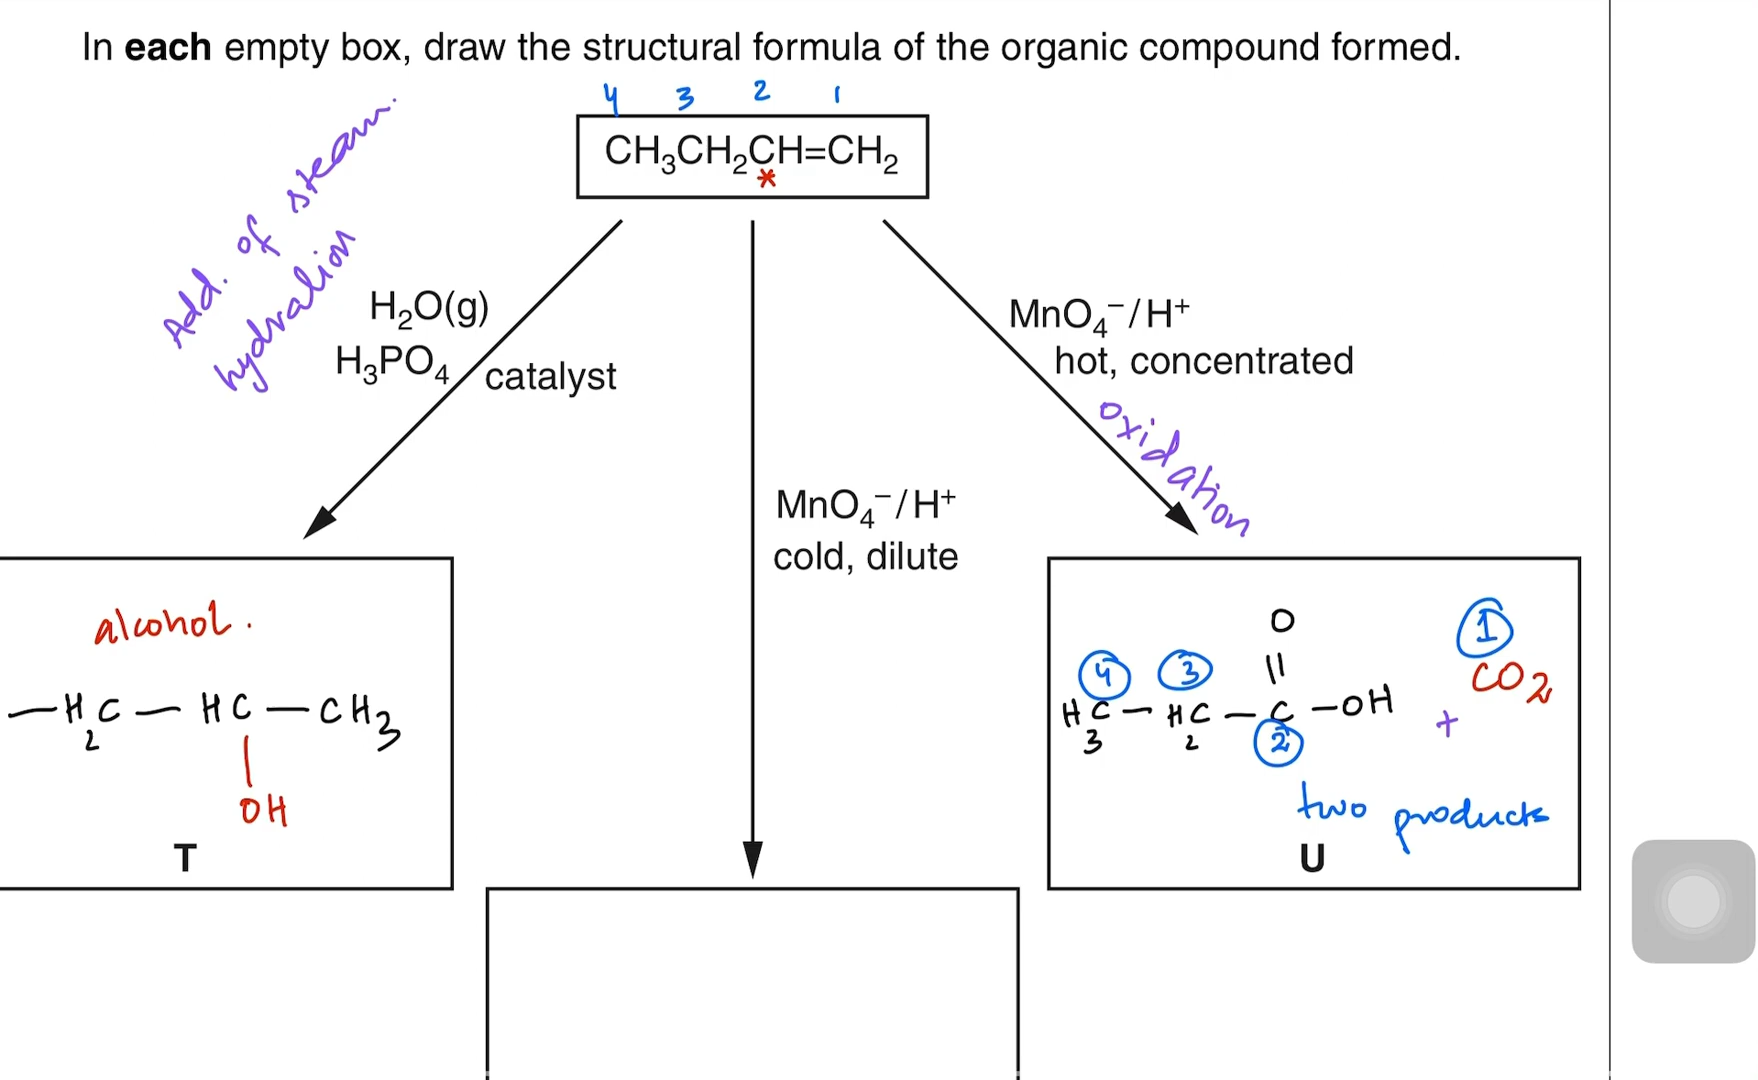 In each empty box, draw the structural formula of the organic compound formed.
4 3 2 1
CH₃CH₂CH=CH₂
*
Add. of steam.
hydration
H₂O(g)
H₃PO₄ catalyst
MnO₄⁻/H⁺
hot, concentrated
oxidation
MnO₄⁻/H⁺
cold, dilute
alcohol.
—H₂C — HC — CH₃
|
OH
T
O
||
4 3 1
H₃C — H₂C — C — OH + CO₂
2
two products
U